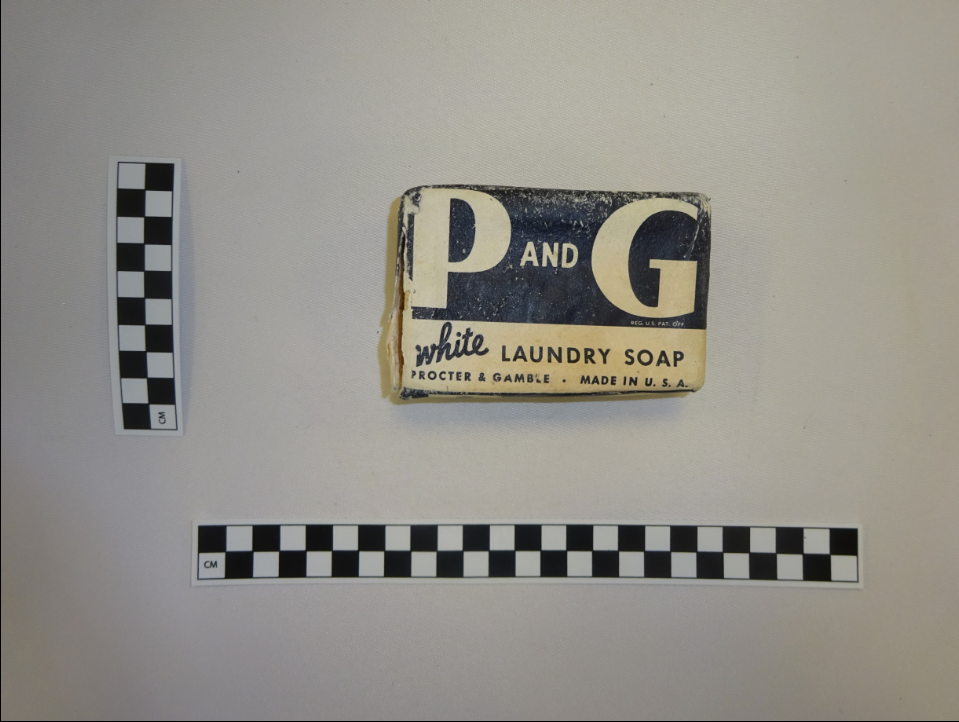 P AND G
REG. U.S. PAT. OFF.
white LAUNDRY SOAP
PROCTER & GAMBLE • MADE IN U. S. A.
CM
CM